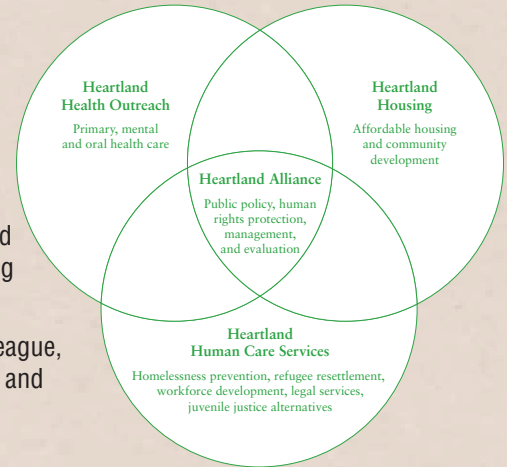 Heartland
Health Outreach
Primary, mental
and oral health care
Heartland
Housing
Affordable housing
and community
development
Heartland Alliance
Public policy, human
rights protection,
management,
and evaluation
ng
and
Heartland
Human Care Services
Homelessness prevention, refugee resettlement,
workforce development, legal services,
juvenile justice alternatives